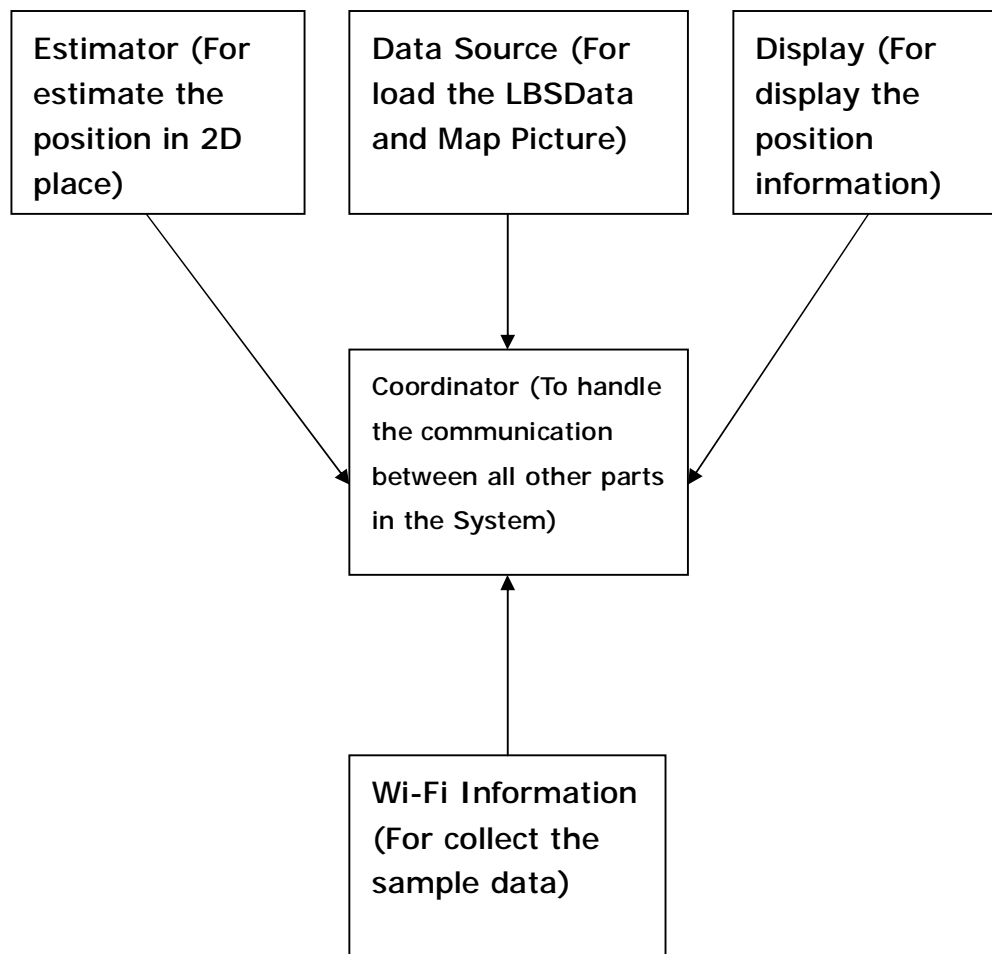 Estimator (For
estimate the
position in 2D
place)
Data Source (For
load the LBSData
and Map Picture)
Display (For
display the
position
information)
Coordinator (To handle
the communication
between all other parts
in the System)
Wi-Fi Information
(For collect the
sample data)